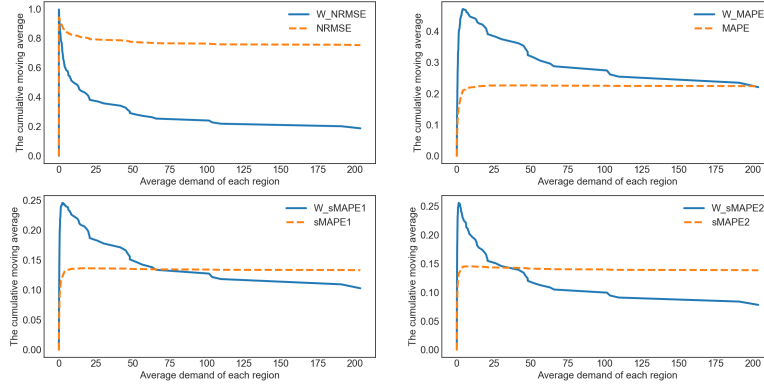 The cumulative moving average
1.0
0.8
0.6
0.4
0.2
0.0
W_NRMSE
NRMSE
0 25 50 75 100 125 150 175 200
Average demand of each region
The cumulative moving average
0.4
0.3
0.2
0.1
0.0
W_MAPE
MAPE
0 25 50 75 100 125 150 175 200
Average demand of each region
The cumulative moving average
0.25
0.20
0.15
0.10
0.05
0.00
W_sMAPE1
sMAPE1
0 25 50 75 100 125 150 175 200
Average demand of each region
The cumulative moving average
0.25
0.20
0.15
0.10
0.05
0.00
W_sMAPE2
sMAPE2
0 25 50 75 100 125 150 175 200
Average demand of each region